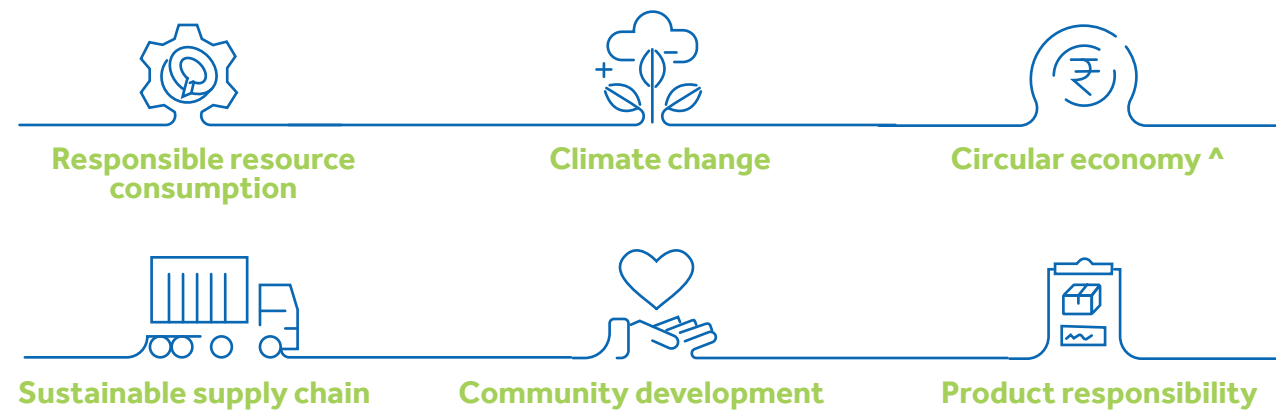 ₹
Responsible resource
consumption
Climate change
Circular economy ^
Sustainable supply chain
Community development
Product responsibility